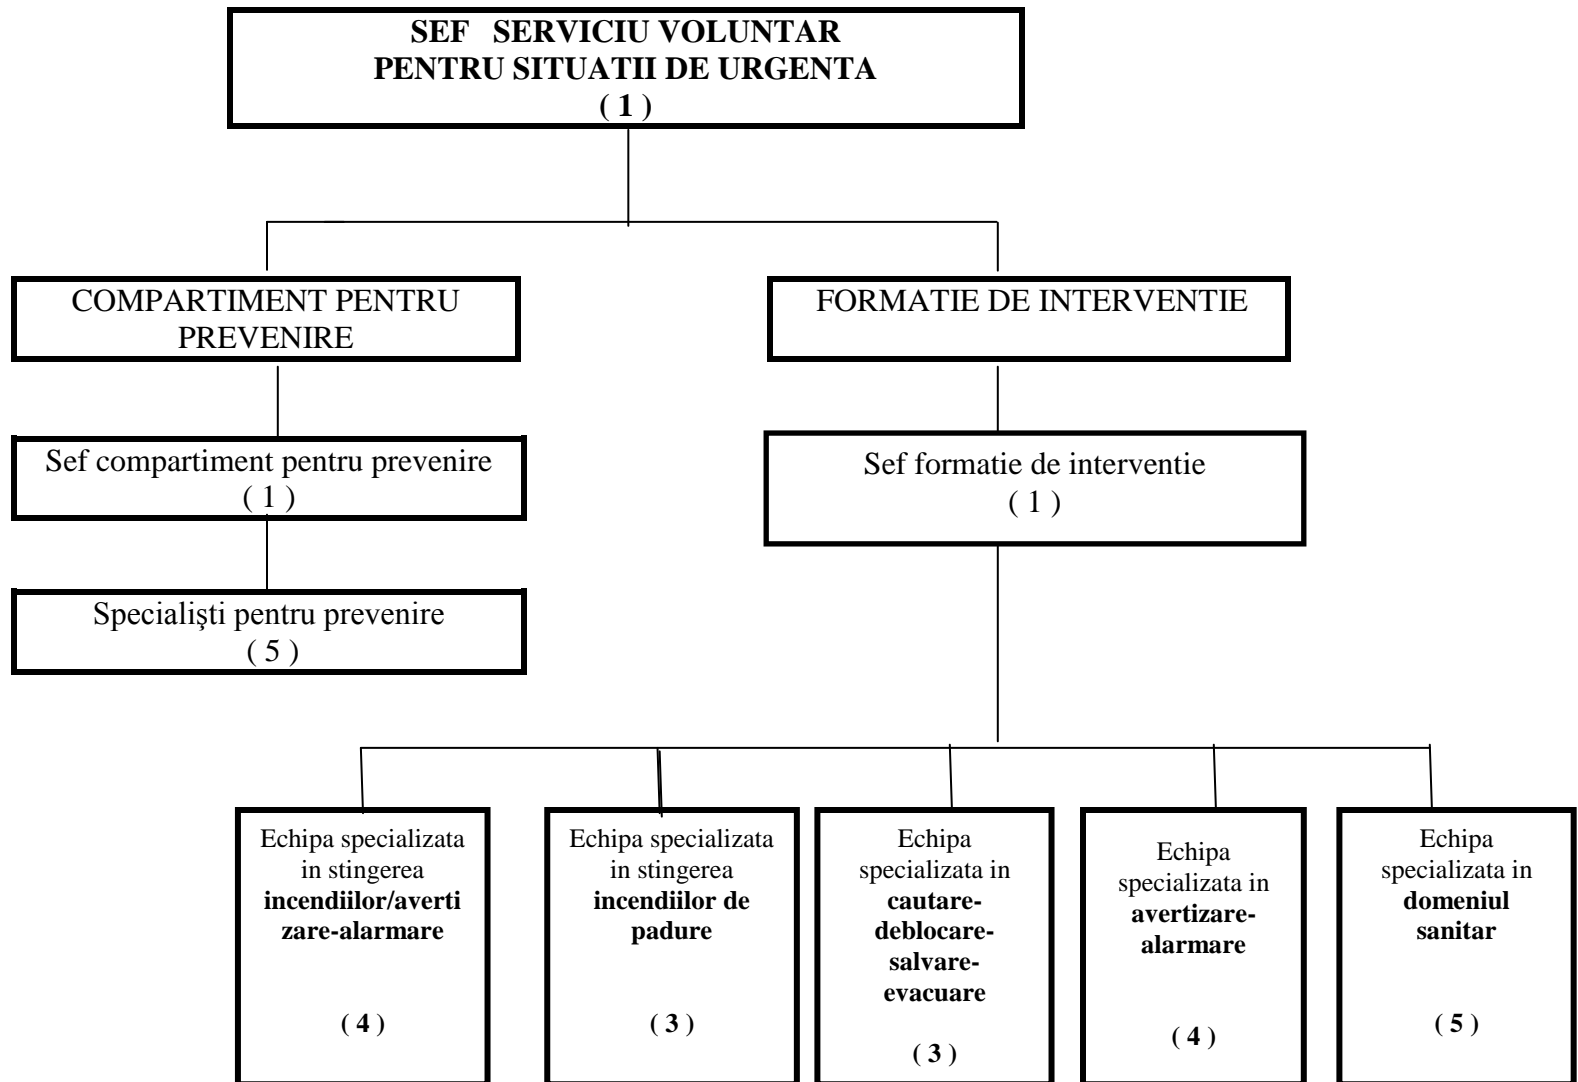 SEF SERVICIU VOLUNTAR
PENTRU SITUATII DE URGENTA
( 1 )
COMPARTIMENT PENTRU
PREVENIRE
FORMATIE DE INTERVENTIE
Sef compartiment pentru prevenire
( 1 )
Sef formatie de interventie
( 1 )
Specialişti pentru prevenire
( 5 )
Echipa specializata
in stingerea
incendiilor/averti
zare-alarmare
( 4 )
Echipa specializata
in stingerea
incendiilor de
padure
( 3 )
Echipa
specializata in
cautare-
deblocare-
salvare-
evacuare
( 3 )
Echipa
specializata in
avertizare-
alarmare
( 4 )
Echipa
specializata in
domeniul
sanitar
( 5 )